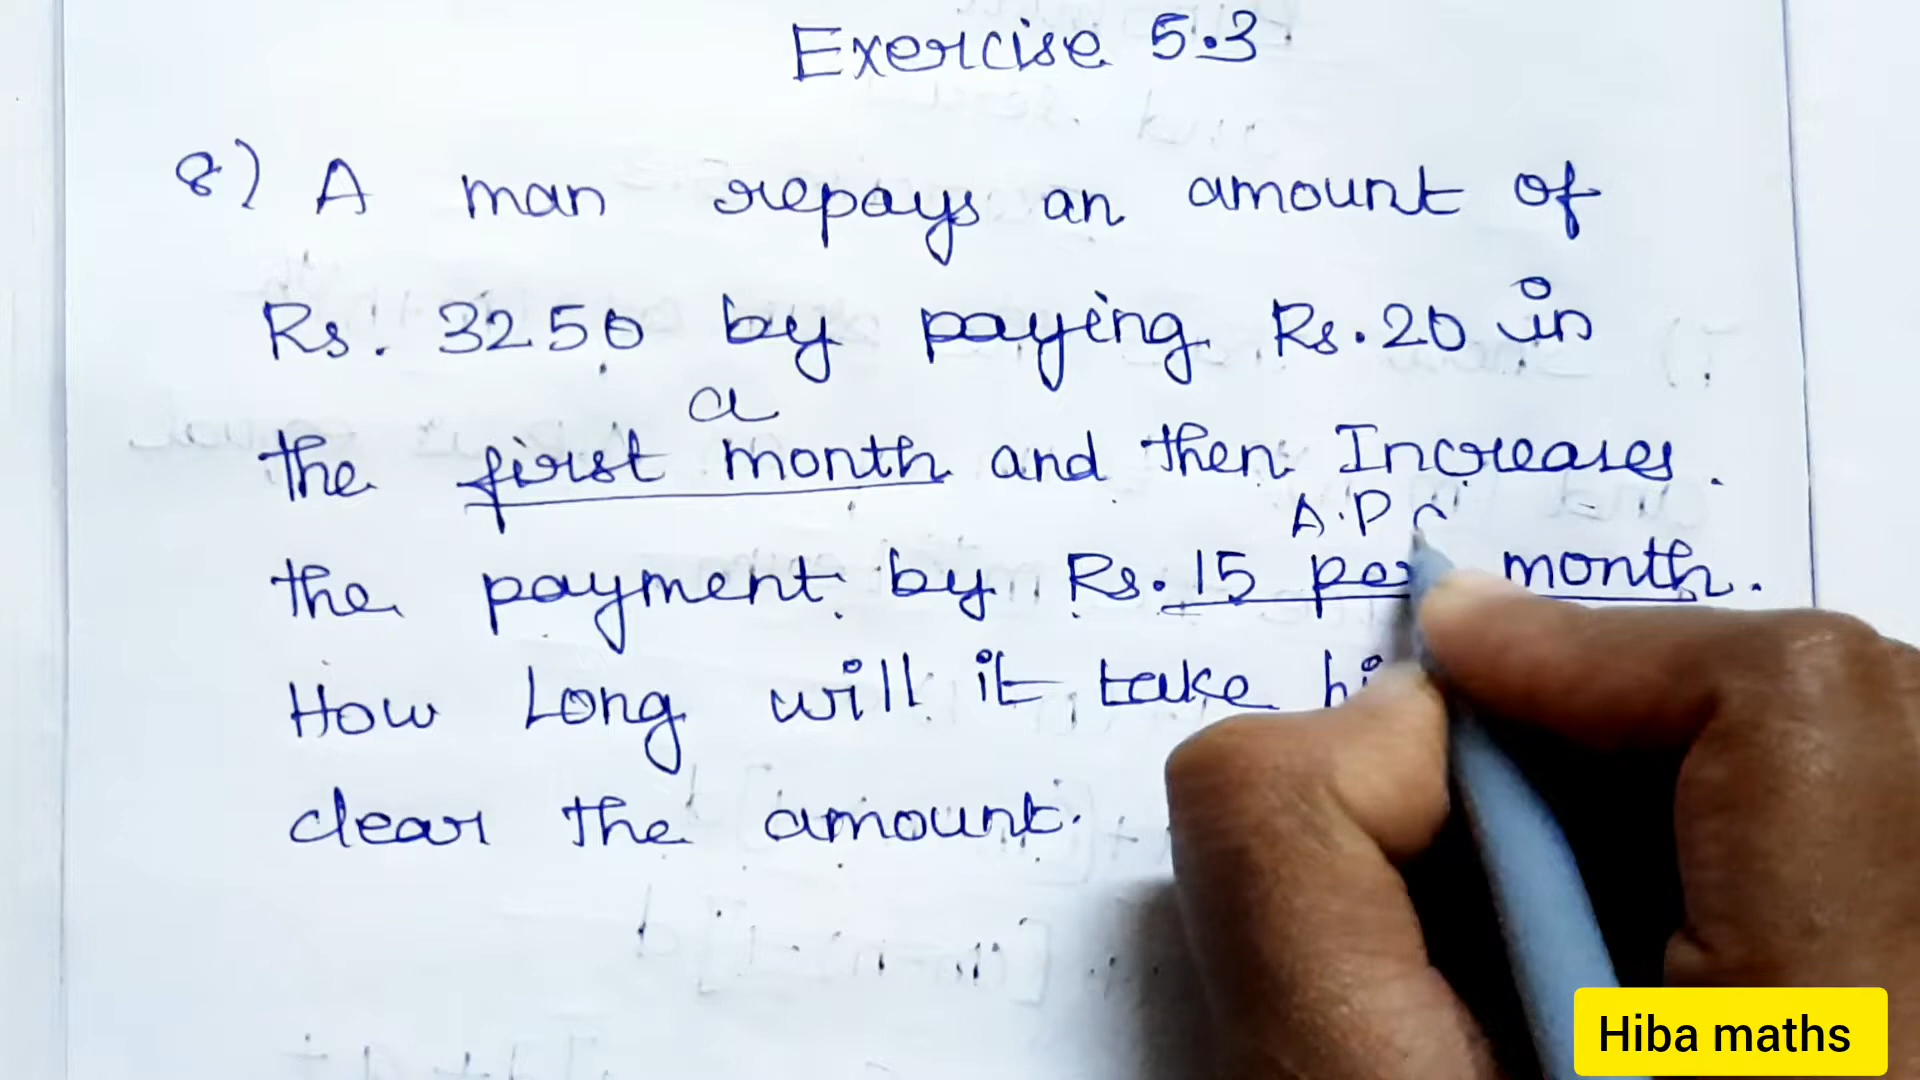 Exercise 5.3
8) A man repays an amount of
Rs. 3250 by paying Rs.20 in
a
the first month and then Increases
A.P
the payment by Rs.15 per month.
How Long will it take
clear the amount.
Hiba maths